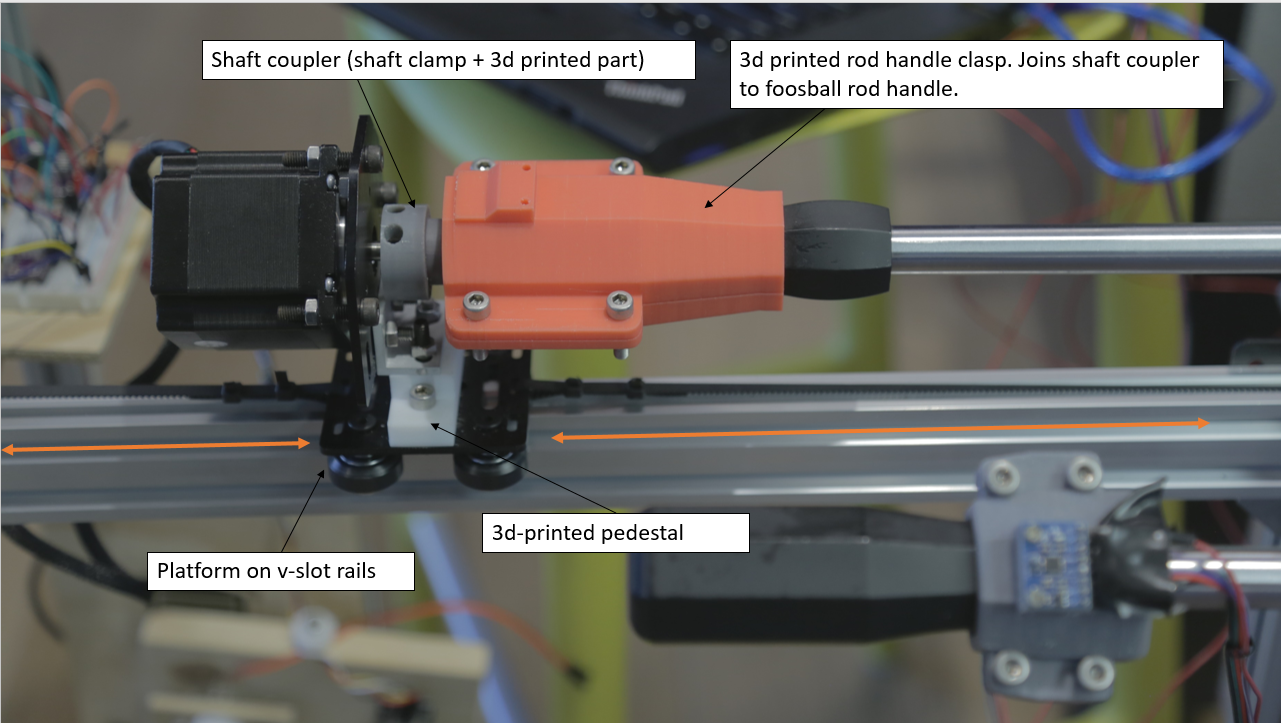 Shaft coupler (shaft clamp + 3d printed part)
3d printed rod handle clasp. Joins shaft coupler
to foosball rod handle.
ThinkPad
3d-printed pedestal
Platform on v-slot rails